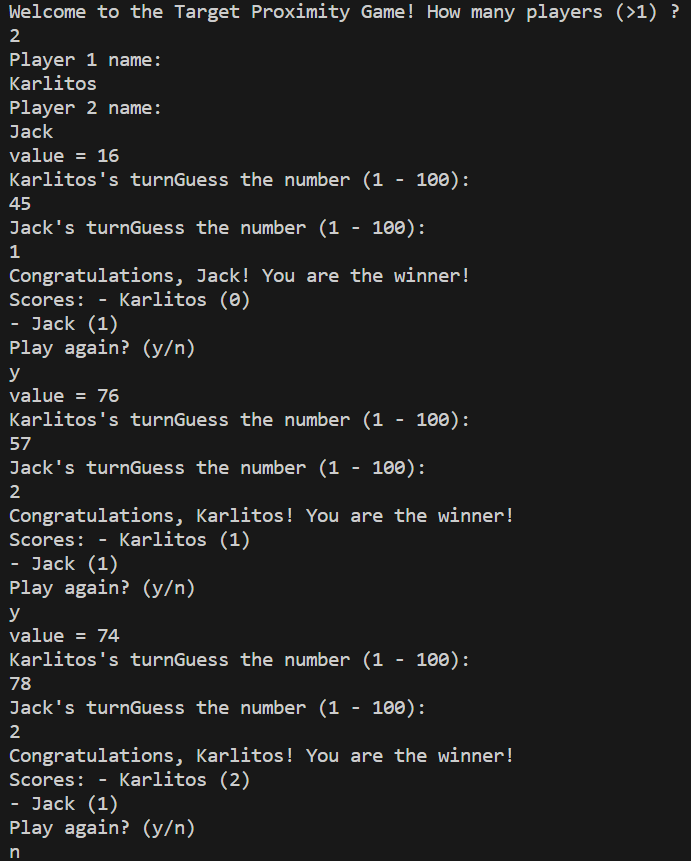 Welcome to the Target Proximity Game! How many players (>1) ?
2
Player 1 name:
Karlitos
Player 2 name:
Jack
value = 16
Karlitos's turnGuess the number (1 - 100):
45
Jack's turnGuess the number (1 - 100):
1
Congratulations, Jack! You are the winner!
Scores: - Karlitos (0)
- Jack (1)
Play again? (y/n)
y
value = 76
Karlitos's turnGuess the number (1 - 100):
57
Jack's turnGuess the number (1 - 100):
2
Congratulations, Karlitos! You are the winner!
Scores: - Karlitos (1)
- Jack (1)
Play again? (y/n)
y
value = 74
Karlitos's turnGuess the number (1 - 100):
78
Jack's turnGuess the number (1 - 100):
2
Congratulations, Karlitos! You are the winner!
Scores: - Karlitos (2)
- Jack (1)
Play again? (y/n)
n